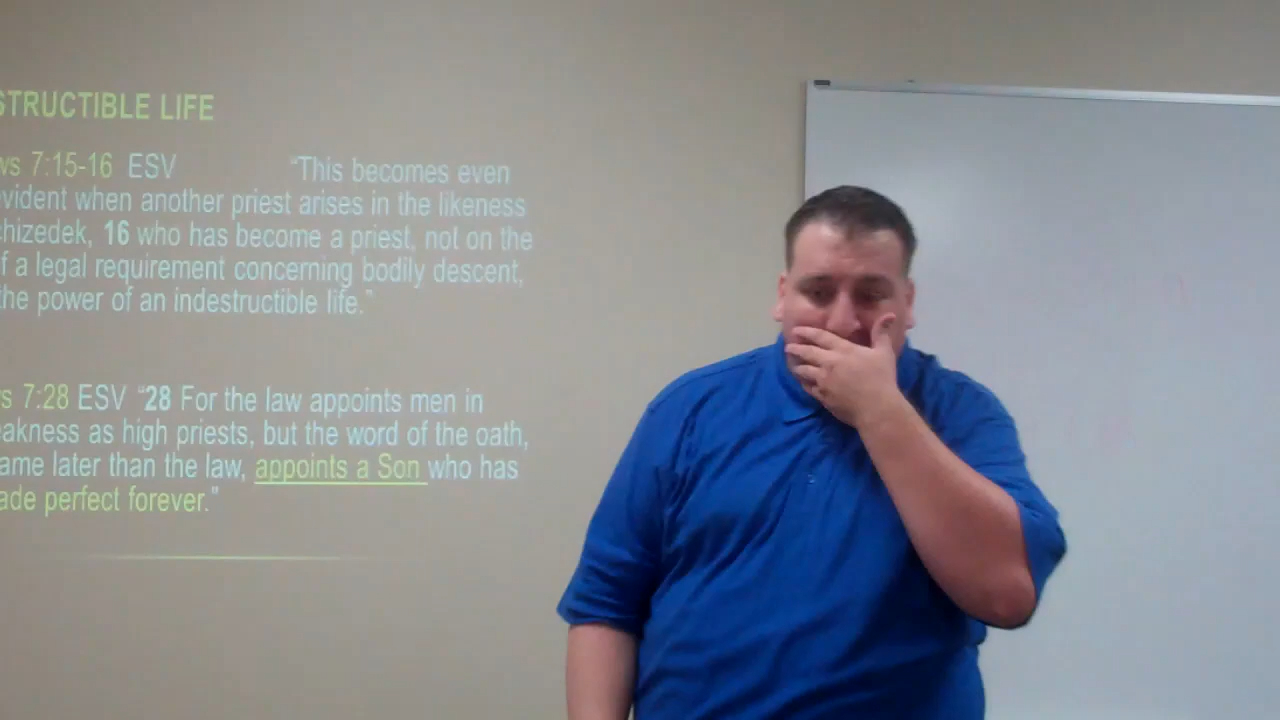 STRUCTIBLE LIFE
ws 7:15-16 ESV “This becomes even
vident when another priest arises in the likeness
chizedek, 16 who has become a priest, not on the
f a legal requirement concerning bodily descent,
the power of an indestructible life.”
s 7:28 ESV “28 For the law appoints men in
eakness as high priests, but the word of the oath,
ame later than the law, appoints a Son who has
ade perfect forever.”